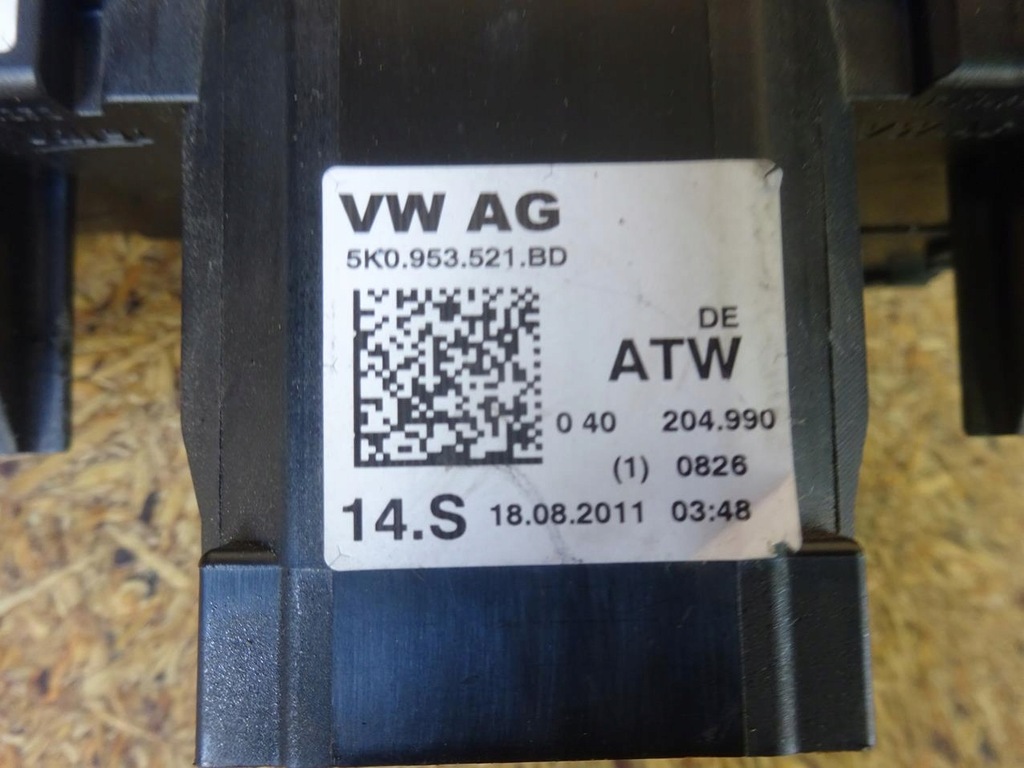 VW AG
5K0.953.521.BD
DE
ATW
0 40 204.990
(1) 0826
14.S 18.08.2011 03:48